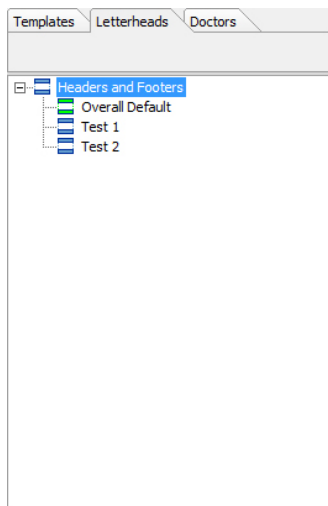 Templates Letterheads Doctors
Headers and Footers
Overall Default
Test 1
Test 2